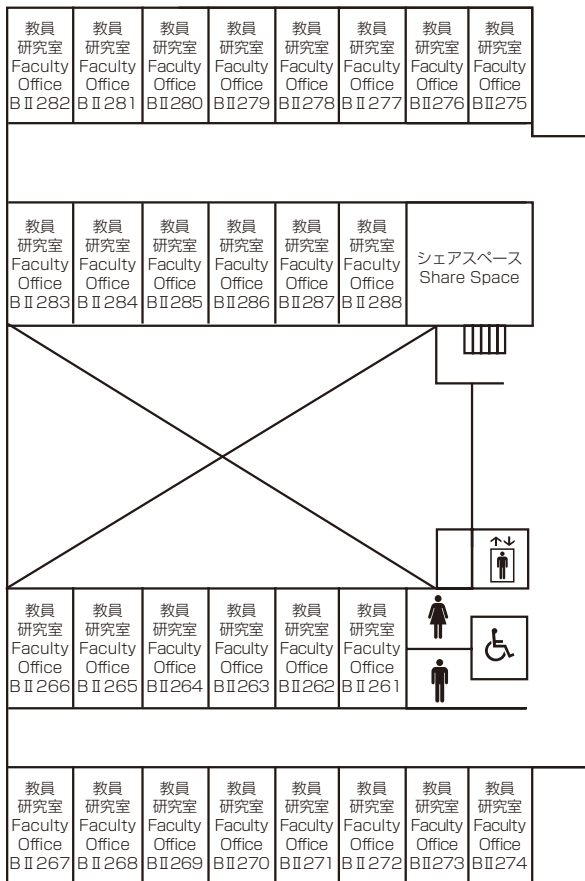 教員
研究室
Faculty
Office
BⅡ282
教員
研究室
Faculty
Office
BⅡ281
教員
研究室
Faculty
Office
BⅡ280
教員
研究室
Faculty
Office
BⅡ279
教員
研究室
Faculty
Office
BⅡ278
教員
研究室
Faculty
Office
BⅡ277
教員
研究室
Faculty
Office
BⅡ276
教員
研究室
Faculty
Office
BⅡ275
教員
研究室
Faculty
Office
BⅡ283
教員
研究室
Faculty
Office
BⅡ284
教員
研究室
Faculty
Office
BⅡ285
教員
研究室
Faculty
Office
BⅡ286
教員
研究室
Faculty
Office
BⅡ287
教員
研究室
Faculty
Office
BⅡ288
シェアスペース
Share Space
教員
研究室
Faculty
Office
BⅡ266
教員
研究室
Faculty
Office
BⅡ265
教員
研究室
Faculty
Office
BⅡ264
教員
研究室
Faculty
Office
BⅡ263
教員
研究室
Faculty
Office
BⅡ262
教員
研究室
Faculty
Office
BⅡ261
教員
研究室
Faculty
Office
BⅡ267
教員
研究室
Faculty
Office
BⅡ268
教員
研究室
Faculty
Office
BⅡ269
教員
研究室
Faculty
Office
BⅡ270
教員
研究室
Faculty
Office
BⅡ271
教員
研究室
Faculty
Office
BⅡ272
教員
研究室
Faculty
Office
BⅡ273
教員
研究室
Faculty
Office
BⅡ274